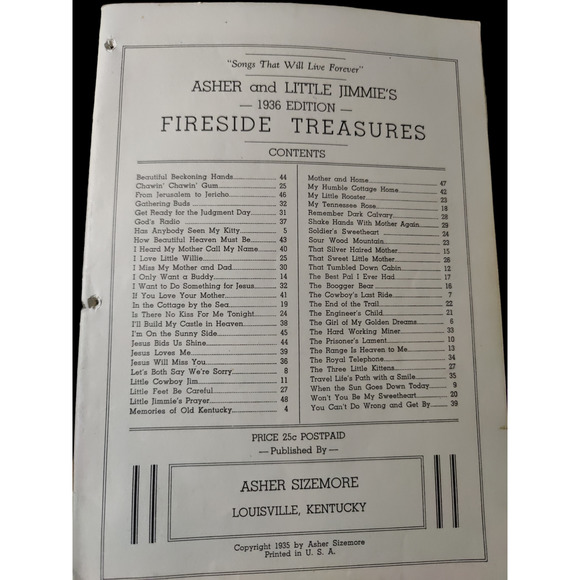 "Songs That Will Live Forever"
ASHER and LITTLE JIMMIE'S
— 1936 EDITION —
FIRESIDE TREASURES
CONTENTS
Beautiful Beckoning Hands 44
Chawin' Chawin' Gum 25
From Jerusalem to Jericho 46
Gathering Buds 32
Get Ready for the Judgment Day 31
God's Radio 37
Has Anybody Seen My Kitty 5
How Beautiful Heaven Must Be 43
I Heard My Mother Call My Name 40
I Love Little Willie 25
I Miss My Mother and Dad 30
I Only Want a Buddy 14
I Want to Do Something for Jesus 32
If You Love Your Mother 41
In the Cottage by the Sea 19
Is There No Kiss For Me Tonight 24
I'll Build My Castle in Heaven 38
I'm On the Sunny Side 45
Jesus Bids Us Shine 44
Jesus Loves Me 39
Jesus Will Miss You 36
Let's Both Say We're Sorry 8
Little Cowboy Jim 11
Little Feet Be Careful 27
Little Jimmie's Prayer 48
Memories of Old Kentucky 4
Mother and Home 47
My Humble Cottage Home 42
My Little Rooster 23
My Tennessee Rose 18
Remember Dark Calvary 28
Shake Hands With Mother Again 29
Soldier's Sweetheart 24
Sour Wood Mountain 23
That Silver Haired Mother 15
That Sweet Little Mother 26
That Tumbled Down Cabin 12
The Best Pal I Ever Had 17
The Boogger Bear 16
The Cowboy's Last Ride 7
The End of the Trail 22
The Engineer's Child 21
The Girl of My Golden Dreams 6
The Hard Working Miner 33
The Prisoner's Lament 10
The Range Is Heaven to Me 13
The Royal Telephone 34
The Three Little Kittens 27
Travel Life's Path with a Smile 35
When the Sun Goes Down Today 9
Won't You Be My Sweetheart 20
You Can't Do Wrong and Get By 39
PRICE 25c POSTPAID
— Published By —
ASHER SIZEMORE
LOUISVILLE, KENTUCKY
Copyright 1935 by Asher Sizemore
Printed in U. S. A.